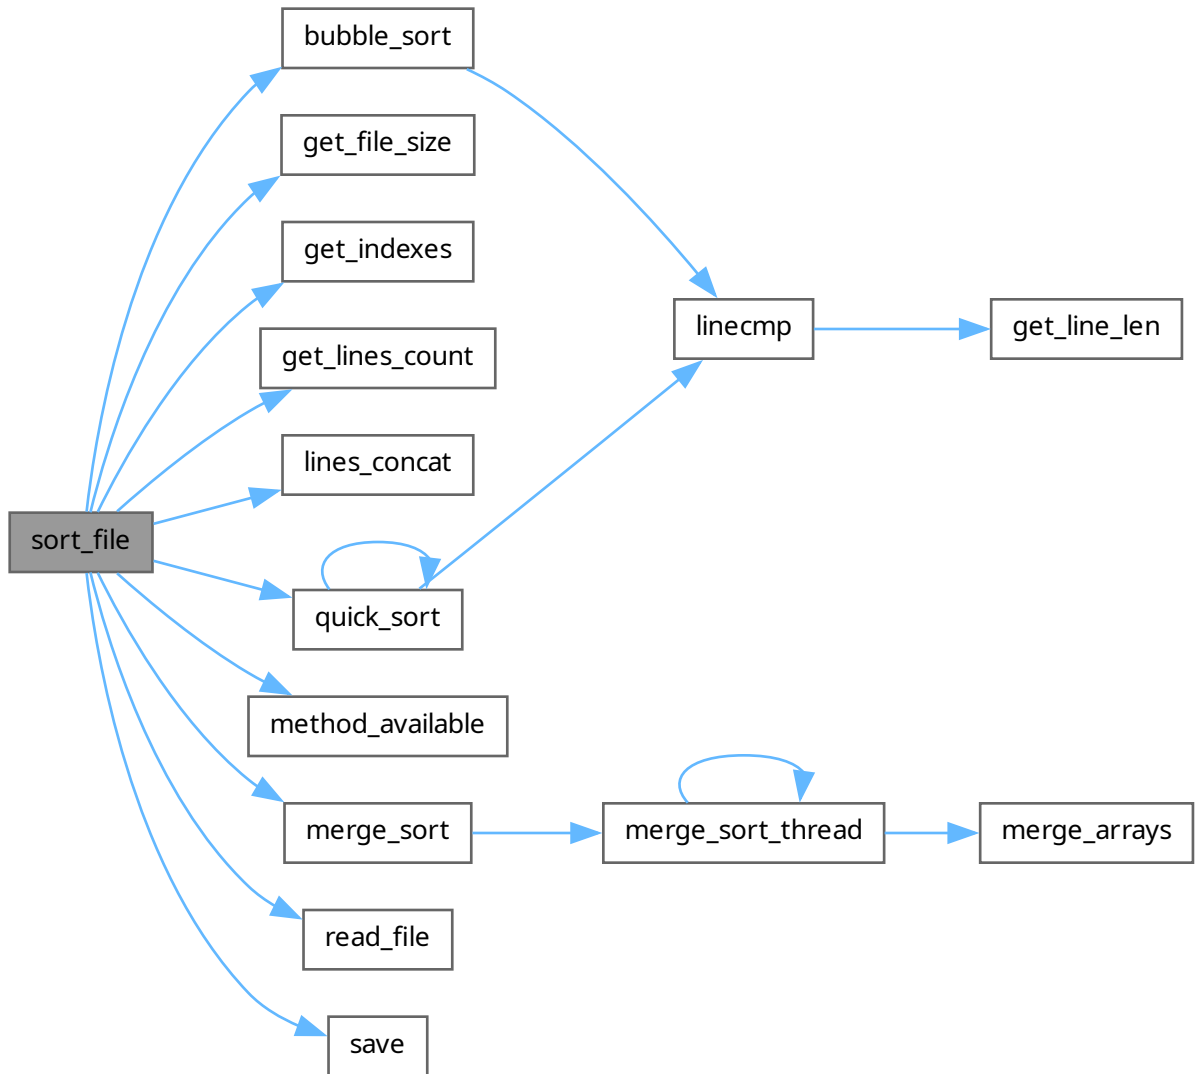 bubble_sort
get_file_size
get_indexes
linecmp
get_line_len
get_lines_count
lines_concat
sort_file
quick_sort
method_available
merge_sort
merge_sort_thread
merge_arrays
read_file
save